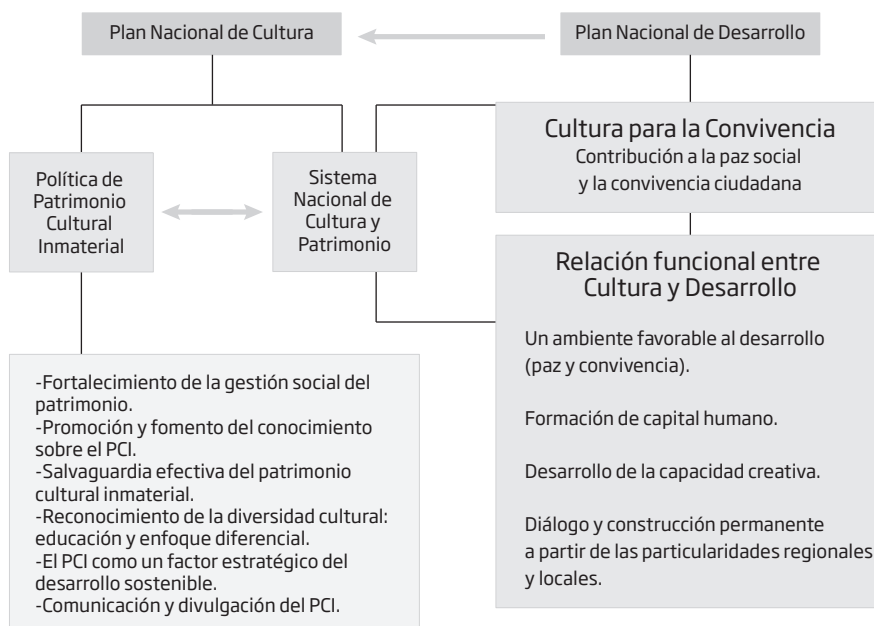 Plan Nacional de Cultura
Plan Nacional de Desarrollo
Política de
Patrimonio
Cultural
Inmaterial
Sistema
Nacional de
Cultura y
Patrimonio
Cultura para la Convivencia
Contribución a la paz social
y la convivencia ciudadana
Relación funcional entre
Cultura y Desarrollo
Un ambiente favorable al desarrollo
(paz y convivencia).
Formación de capital humano.
Desarrollo de la capacidad creativa.
Diálogo y construcción permanente
a partir de las particularidades regionales
y locales.
-Fortalecimiento de la gestión social del
patrimonio.
-Promoción y fomento del conocimiento
sobre el PCI.
-Salvaguardia efectiva del patrimonio
cultural inmaterial.
-Reconocimiento de la diversidad cultural:
educación y enfoque diferencial.
-El PCI como un factor estratégico del
desarrollo sostenible.
-Comunicación y divulgación del PCI.